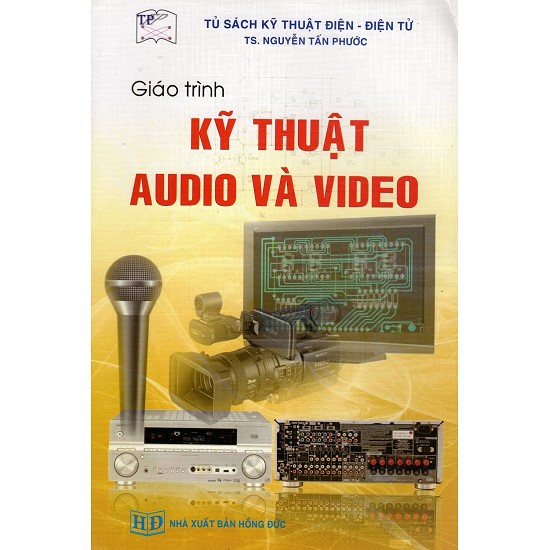 TP
TỦ SÁCH KỸ THUẬT ĐIỆN - ĐIỆN TỬ
TS. NGUYỄN TẤN PHƯỚC
Giáo trình
KỸ THUẬT
AUDIO VÀ VIDEO
HĐ
NHÀ XUẤT BẢN HỒNG ĐỨC